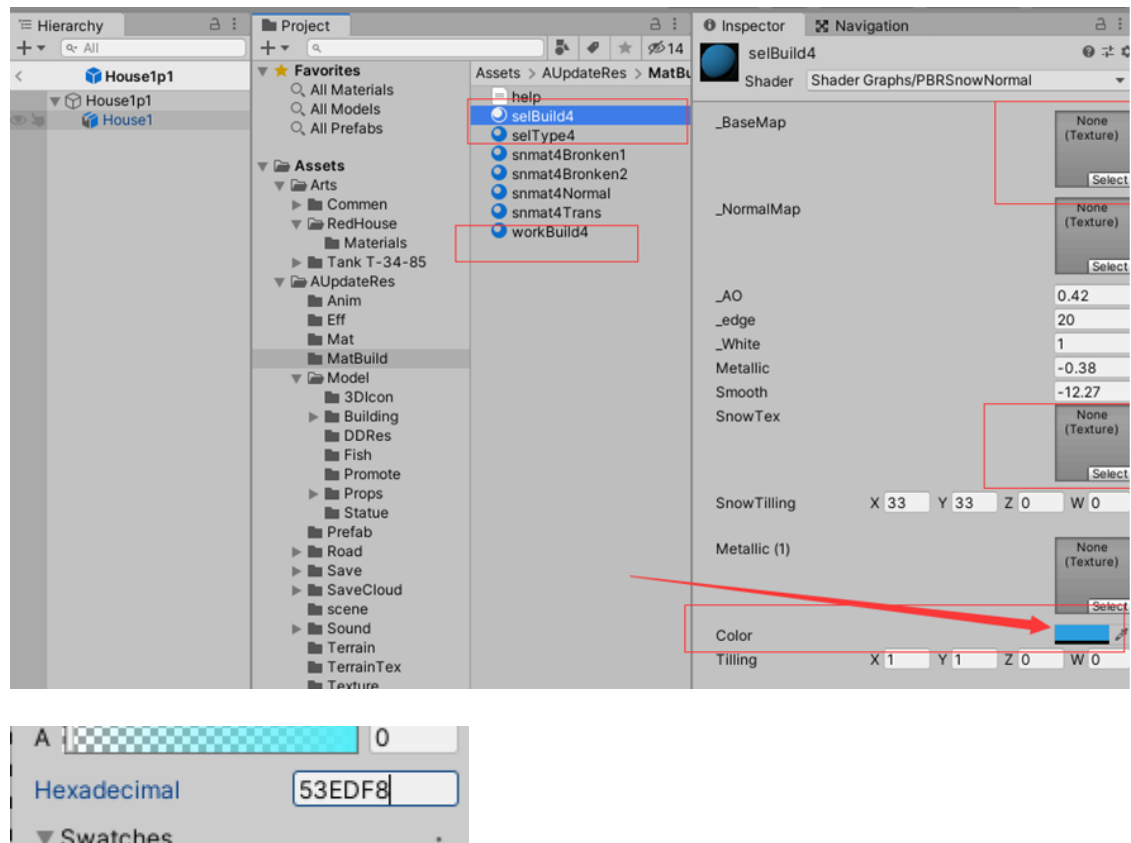 Hierarchy
All
House1p1
House1p1
House1
Project
14
Favorites
All Materials
All Models
All Prefabs
Assets
Arts
Commen
RedHouse
Materials
Tank T-34-85
AUpdateRes
Anim
Eff
Mat
MatBuild
Model
3DIcon
Building
DDRes
Fish
Promote
Props
Statue
Prefab
Road
Save
SaveCloud
scene
Sound
Terrain
TerrainTex
Texture
Assets > AUpdateRes > MatBu
help
selBuild4
selType4
snmat4Bronken1
snmat4Bronken2
snmat4Normal
snmat4Trans
workBuild4
Inspector Navigation
selBuild4
Shader Shader Graphs/PBRSnowNormal
_BaseMap None
(Texture)
Select
_NormalMap None
(Texture)
Select
_AO 0.42
_edge 20
_White 1
Metallic -0.38
Smooth -12.27
SnowTex None
(Texture)
Select
SnowTilling X 33 Y 33 Z 0 W 0
Metallic (1) None
(Texture)
Select
Color
Tilling X 1 Y 1 Z 0 W 0
A 0
Hexadecimal 53EDF8
Swatches